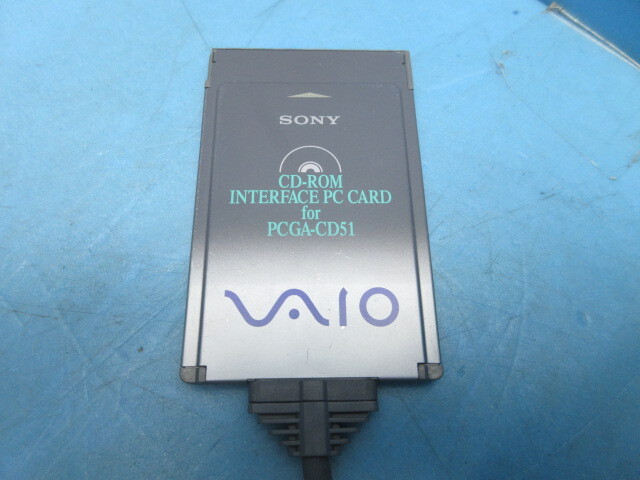 SONY
CD-ROM
INTERFACE PC CARD
for
PCGA-CD51
VAIO